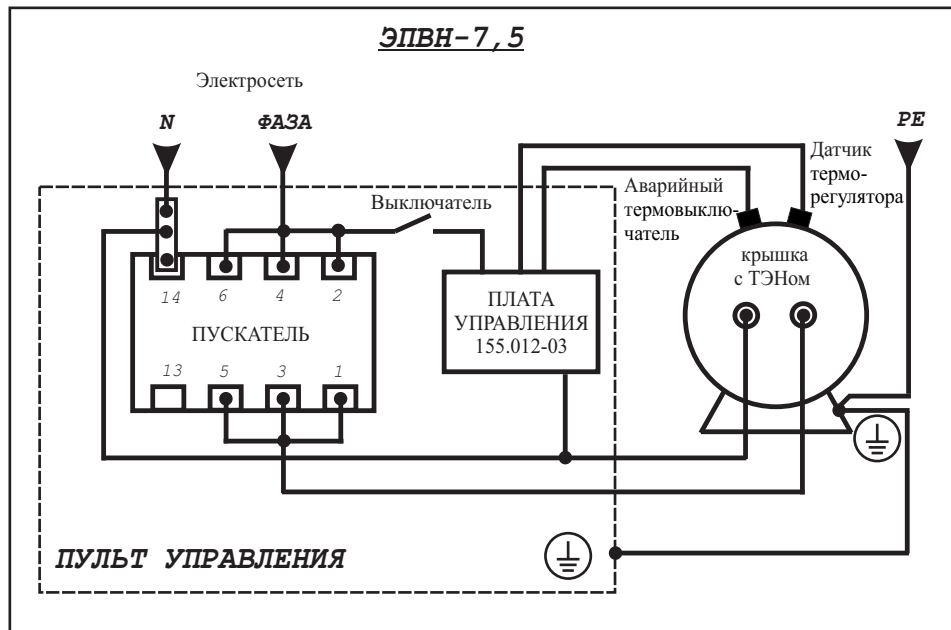 ЭПВН-7,5
Электросеть
N
ФАЗА
PE
Датчик
термо-
регулятора
Аварийный
термовыклю-
чатель
Выключатель
крышка
с ТЭНом
14
6
4
2
ПУСКАТЕЛЬ
13
5
3
1
ПЛАТА
УПРАВЛЕНИЯ
155.012-03
ПУЛЬТ УПРАВЛЕНИЯ